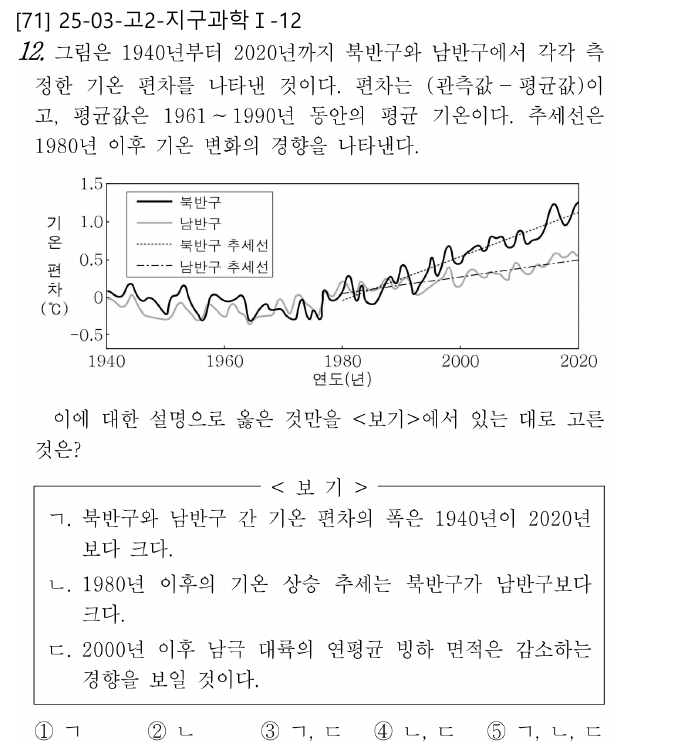 [71] 25-03-고2-지구과학Ⅰ-12
12. 그림은 1940년부터 2020년까지 북반구와 남반구에서 각각 측
정한 기온 편차를 나타낸 것이다. 편차는 (관측값 - 평균값)이
고, 평균값은 1961 ~ 1990년 동안의 평균 기온이다. 추세선은
1980년 이후 기온 변화의 경향을 나타낸다.
기온 편차(℃)
1.5
1.0
0.5
0
-0.5
북반구
남반구
북반구 추세선
남반구 추세선
1940 1960 1980 2000 2020
연도(년)
이에 대한 설명으로 옳은 것만을 <보기>에서 있는 대로 고른
것은?
< 보 기 >
ㄱ. 북반구와 남반구 간 기온 편차의 폭은 1940년이 2020년
보다 크다.
ㄴ. 1980년 이후의 기온 상승 추세는 북반구가 남반구보다
크다.
ㄷ. 2000년 이후 남극 대륙의 연평균 빙하 면적은 감소하는
경향을 보일 것이다.
① ㄱ ② ㄴ ③ ㄱ, ㄷ ④ ㄴ, ㄷ ⑤ ㄱ, ㄴ, ㄷ